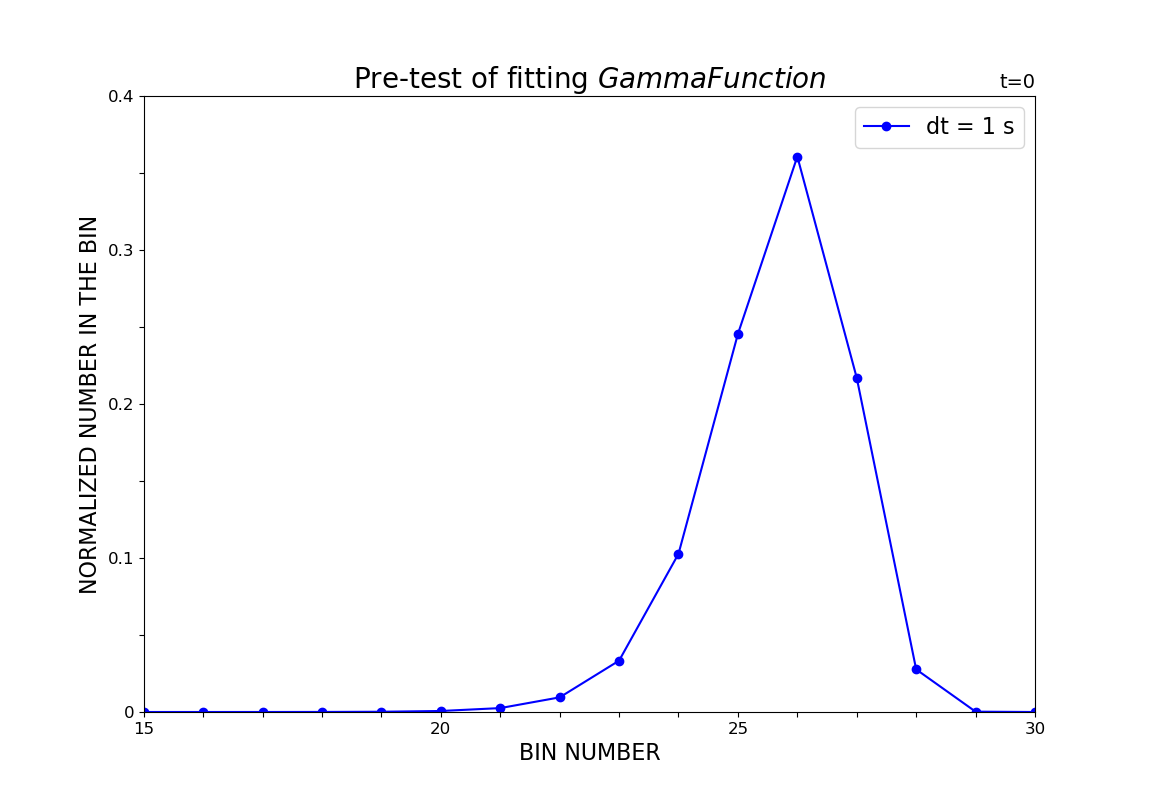 Pre-test of fitting GammaFunction
t=0
dt = 1 s
NORMALIZED NUMBER IN THE BIN
0.4
0.3
0.2
0.1
0
15 20 25 30
BIN NUMBER